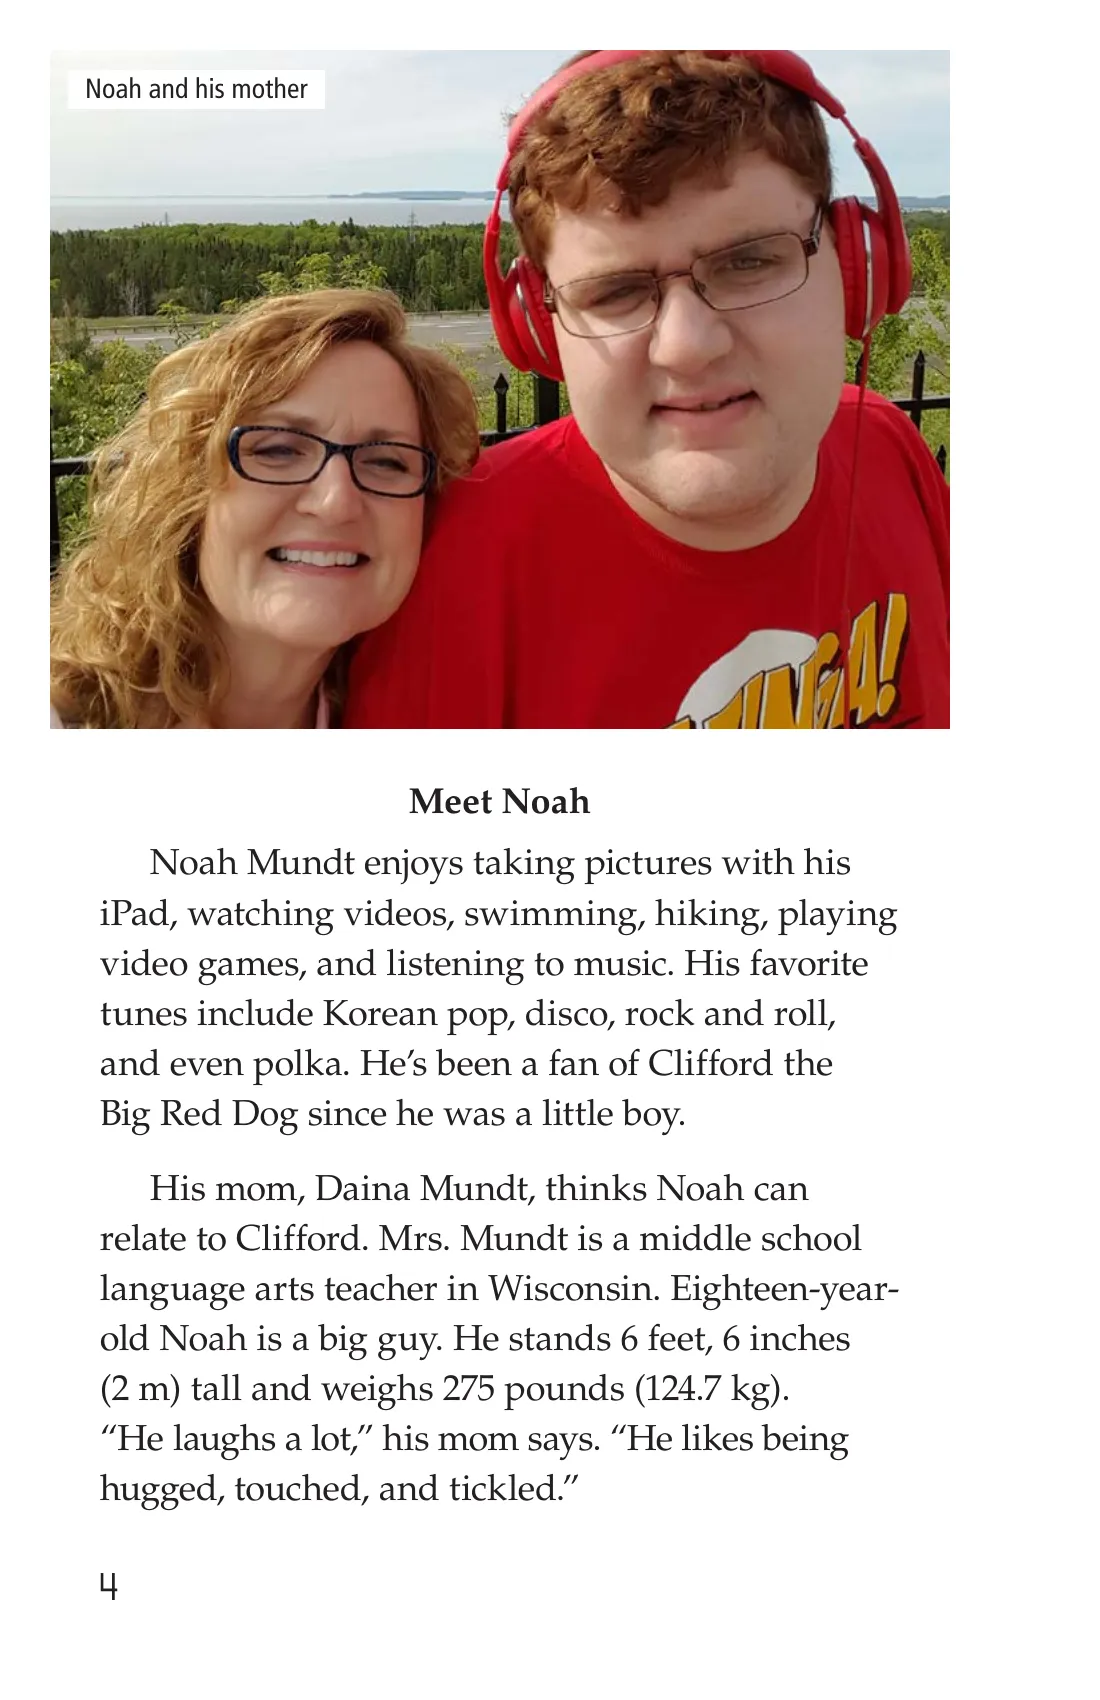 Noah and his mother
INGA!
Meet Noah
Noah Mundt enjoys taking pictures with his
iPad, watching videos, swimming, hiking, playing
video games, and listening to music. His favorite
tunes include Korean pop, disco, rock and roll,
and even polka. He’s been a fan of Clifford the
Big Red Dog since he was a little boy.
His mom, Daina Mundt, thinks Noah can
relate to Clifford. Mrs. Mundt is a middle school
language arts teacher in Wisconsin. Eighteen-year-
old Noah is a big guy. He stands 6 feet, 6 inches
(2 m) tall and weighs 275 pounds (124.7 kg).
“He laughs a lot,” his mom says. “He likes being
hugged, touched, and tickled.”
4